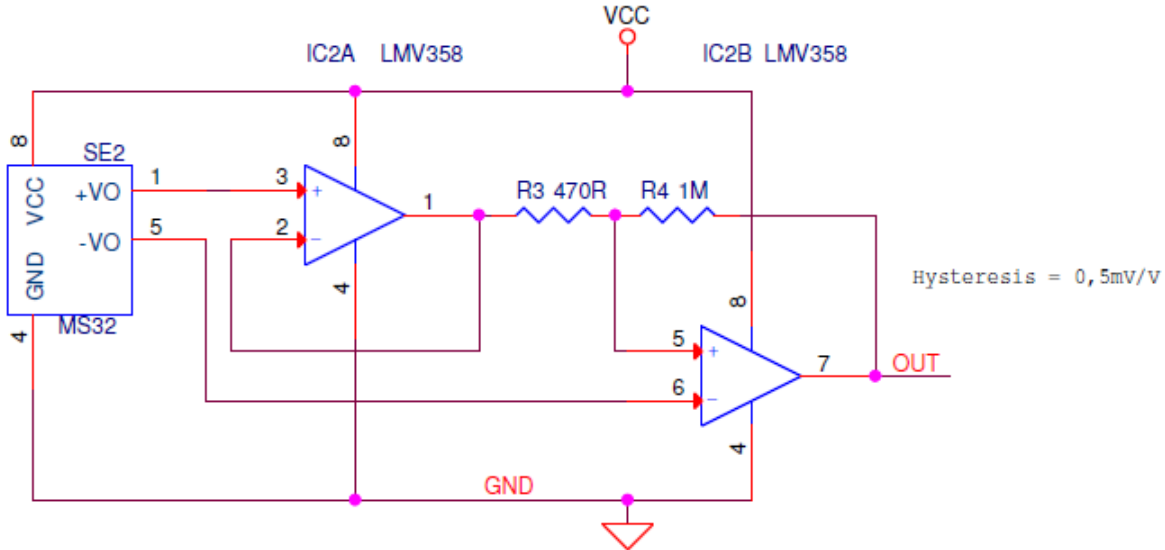 VCC
IC2A LMV358
IC2B LMV358
8
8
SE2
VCC
+VO
1
3
+
1
R3 470R
R4 1M
-VO
5
2
-
GND
4
8
Hysteresis = 0,5mV/V
MS32
4
5
+
7
OUT
6
-
4
GND